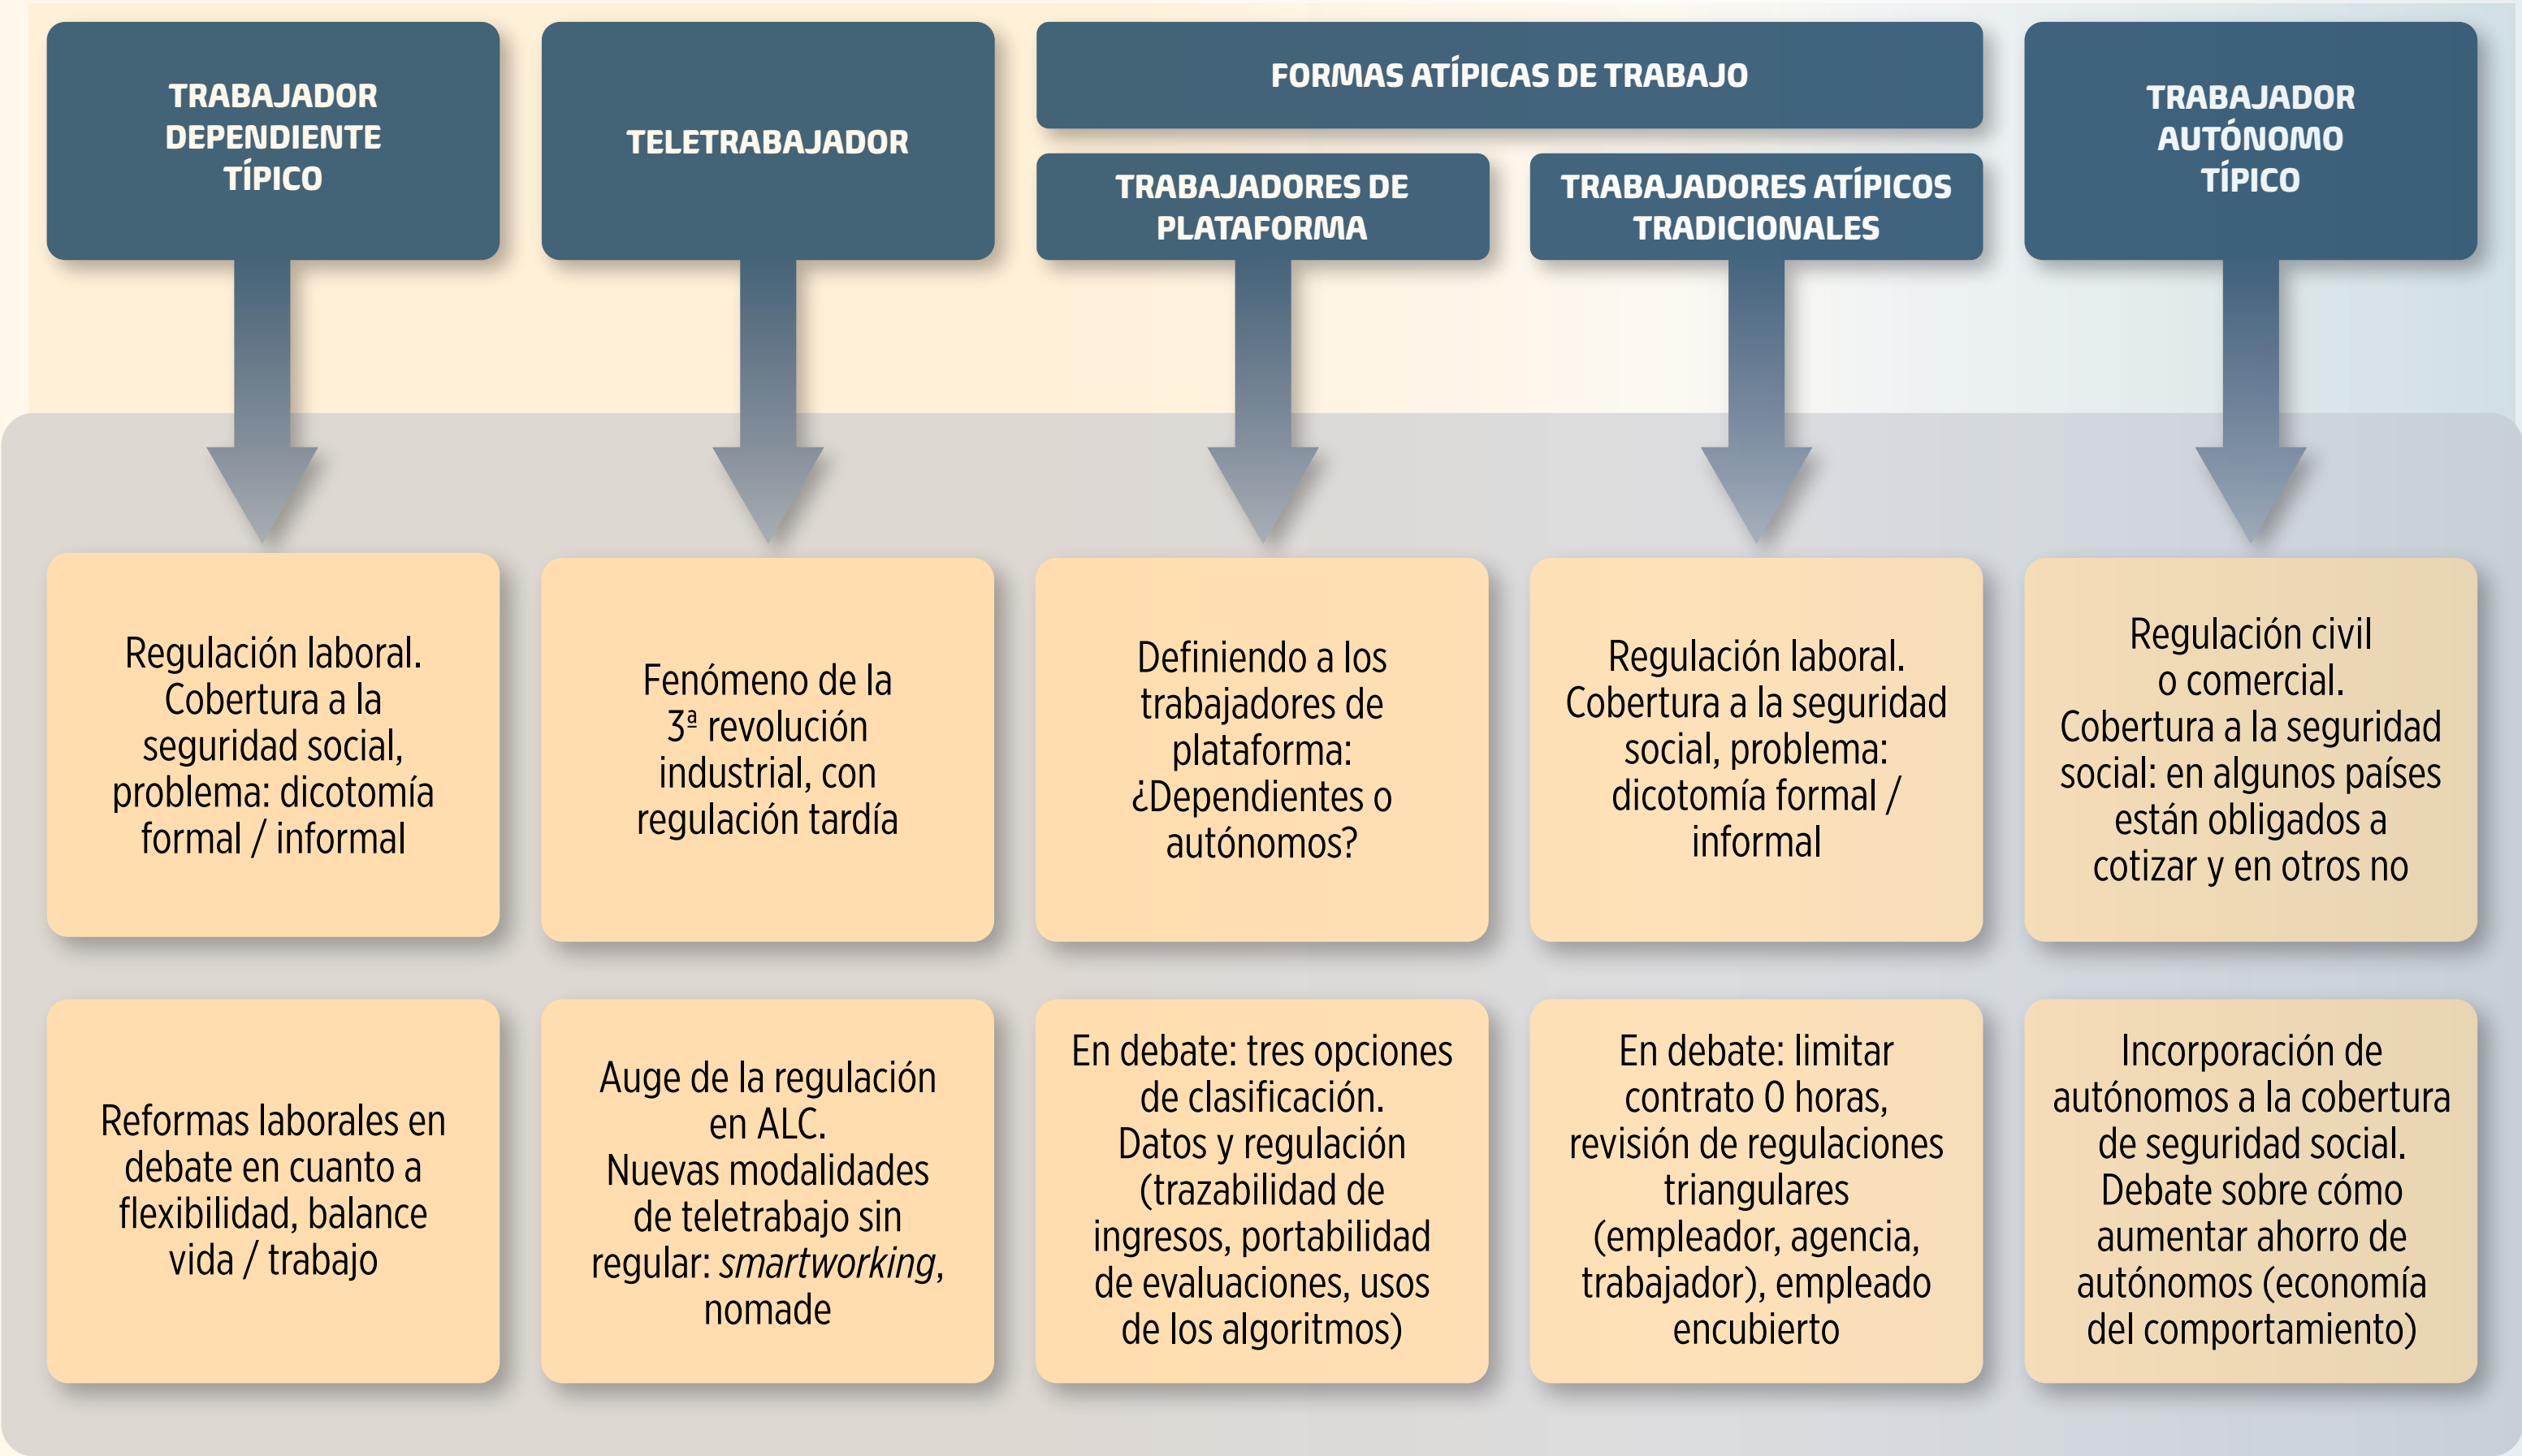 TRABAJADOR
DEPENDIENTE
TÍPICO
TELETRABAJADOR
FORMAS ATÍPICAS DE TRABAJO
TRABAJADORES DE
PLATAFORMA
TRABAJADORES ATÍPICOS
TRADICIONALES
TRABAJADOR
AUTÓNOMO
TÍPICO
Regulación laboral.
Cobertura a la
seguridad social,
problema: dicotomía
formal / informal
Fenómeno de la
3ª revolución
industrial, con
regulación tardía
Definiendo a los
trabajadores de
plataforma:
¿Dependientes o
autónomos?
Regulación laboral.
Cobertura a la seguridad
social, problema:
dicotomía formal /
informal
Regulación civil
o comercial.
Cobertura a la seguridad
social: en algunos países
están obligados a
cotizar y en otros no
Reformas laborales en
debate en cuanto a
flexibilidad, balance
vida / trabajo
Auge de la regulación
en ALC.
Nuevas modalidades
de teletrabajo sin
regular: smartworking,
nomade
En debate: tres opciones
de clasificación.
Datos y regulación
(trazabilidad de
ingresos, portabilidad
de evaluaciones, usos
de los algoritmos)
En debate: limitar
contrato 0 horas,
revisión de regulaciones
triangulares
(empleador, agencia,
trabajador), empleado
encubierto
Incorporación de
autónomos a la cobertura
de seguridad social.
Debate sobre cómo
aumentar ahorro de
autónomos (economía
del comportamiento)